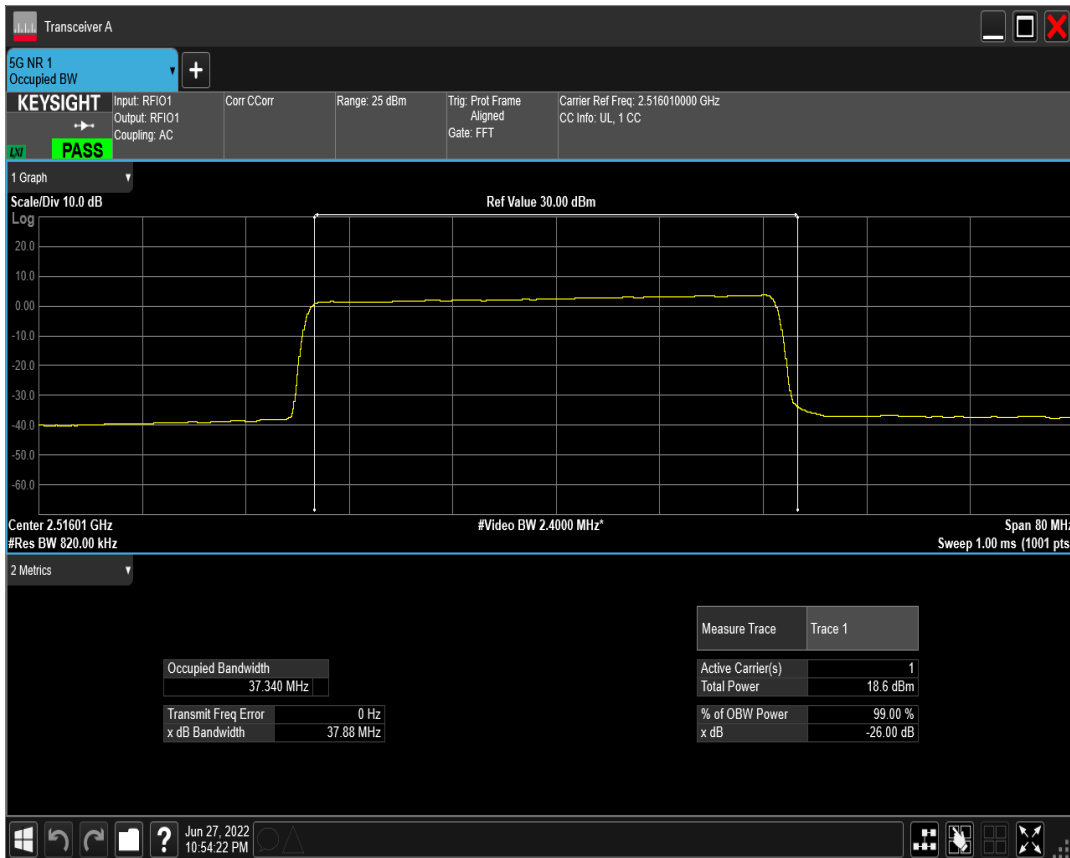 Transceiver A
5G NR 1
Occupied BW
+
KEYSIGHT
LXI
PASS
Input: RFIO1
Output: RFIO1
Coupling: AC
Corr CCorr
Range: 25 dBm
Trig: Prot Frame
Aligned
Gate: FFT
Carrier Ref Freq: 2.516010000 GHz
CC Info: UL, 1 CC
1 Graph
Scale/Div 10.0 dB
Ref Value 30.00 dBm
Log
20.0
10.0
0.00
-10.0
-20.0
-30.0
-40.0
-50.0
-60.0
Center 2.51601 GHz
#Video BW 2.4000 MHz*
Span 80 MHz
#Res BW 820.00 kHz
Sweep 1.00 ms (1001 pts
2 Metrics
Measure Trace Trace 1
Occupied Bandwidth
37.340 MHz
Active Carrier(s) 1
Total Power 18.6 dBm
Transmit Freq Error 0 Hz
x dB Bandwidth 37.88 MHz
% of OBW Power 99.00 %
x dB -26.00 dB
?
Jun 27, 2022
10:54:22 PM